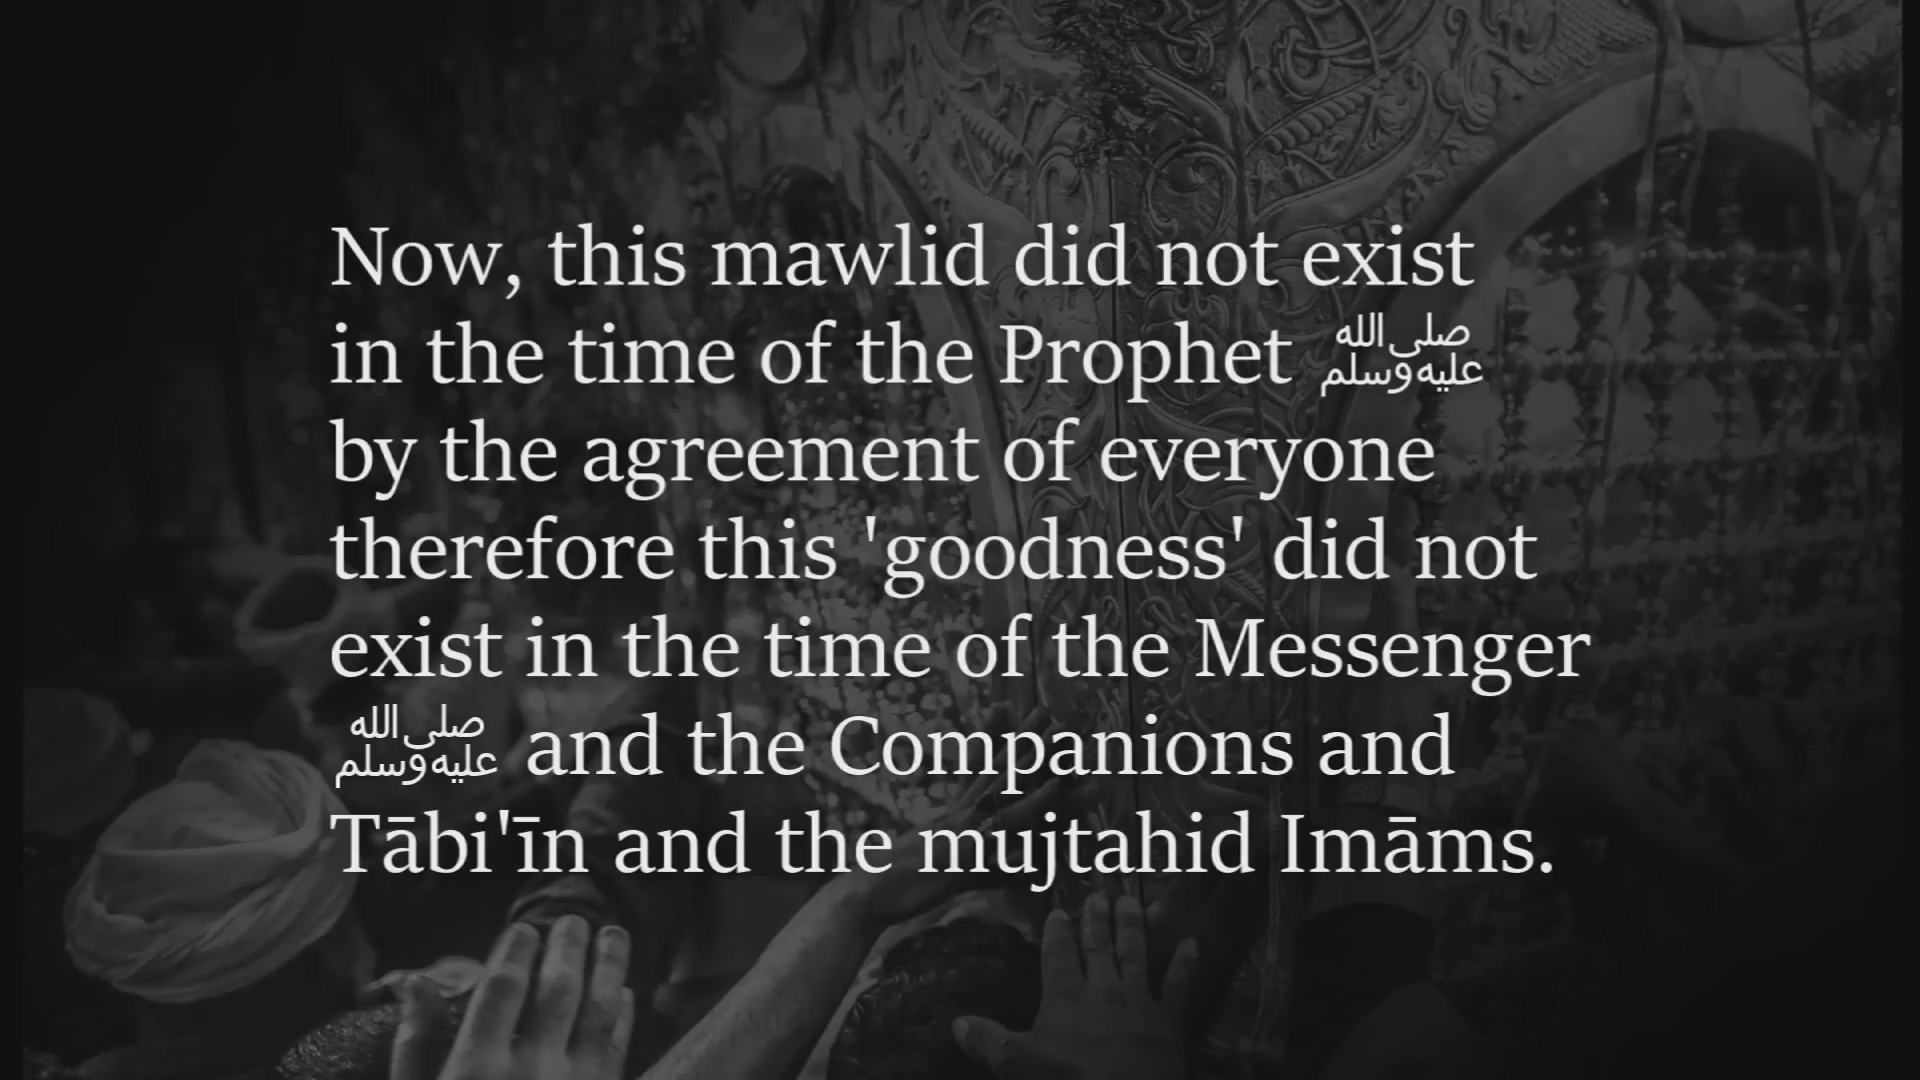 Now, this mawlid did not exist
in the time of the Prophet ﷺ
by the agreement of everyone
therefore this 'goodness' did not
exist in the time of the Messenger
ﷺ and the Companions and
Tābi'īn and the mujtahid Imāms.